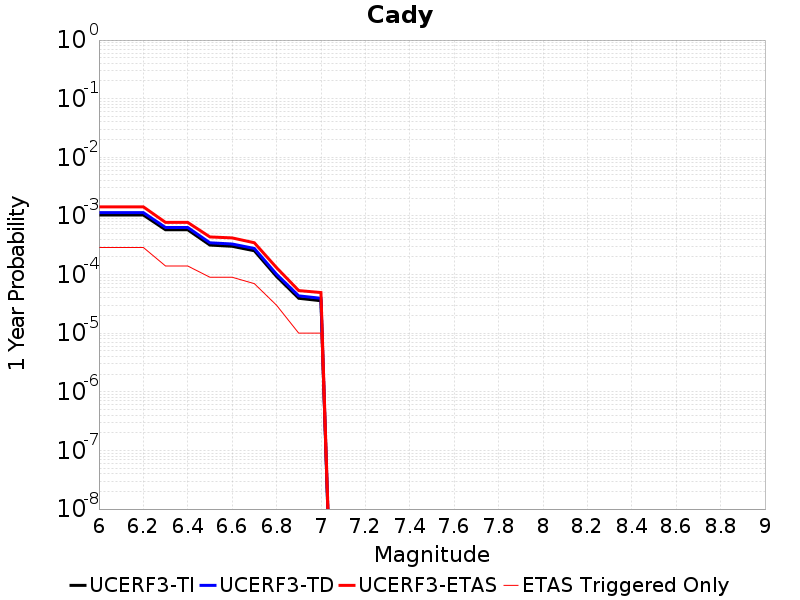 Cady
10^0
10^-1
10^-2
10^-3
10^-4
10^-5
10^-6
10^-7
10^-8
1 Year Probability
6 6.2 6.4 6.6 6.8 7 7.2 7.4 7.6 7.8 8 8.2 8.4 8.6 8.8 9
Magnitude
UCERF3-TI UCERF3-TD UCERF3-ETAS ETAS Triggered Only